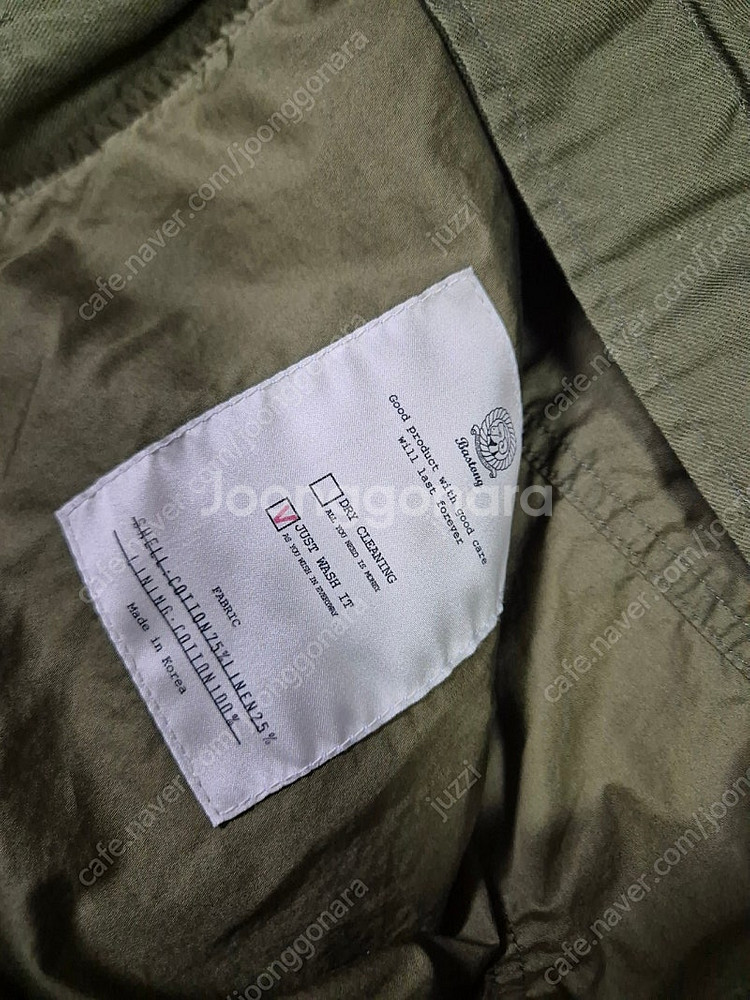 Bastong
Good product with good care
will last forever
DRY CLEANING
ALL YOU NEED IS MONEY
V JUST WASH IT
AS YOU WISH IN EVERYDAY
FABRIC
SHELL.COTTON75%LINEN25%
LINING.COTTON100%
Made in Korea
Joonggonara
cafe.naver.com/joonggonara
juzzi